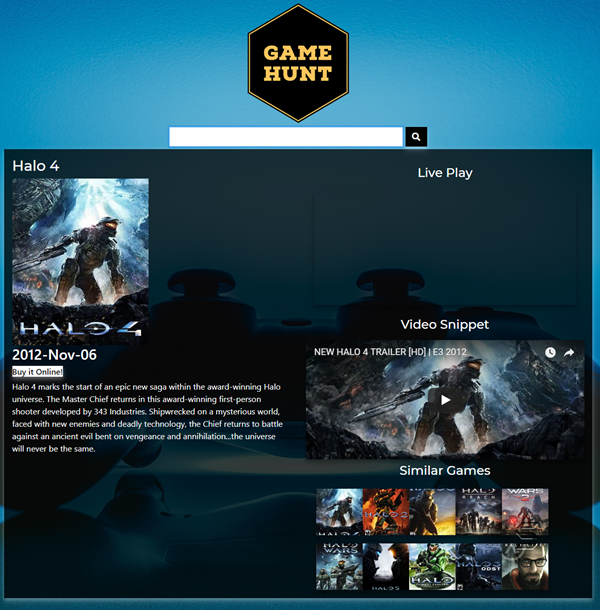 GAME
HUNT
Halo 4
HALO 4
2012-Nov-06
Buy it Online!
Halo 4 marks the start of an epic new saga within the award-winning Halo
universe. The Master Chief returns in this award-winning first-person
shooter developed by 343 Industries. Shipwrecked on a mysterious world,
faced with new enemies and deadly technology, the Chief returns to battle
against an ancient evil bent on vengeance and annihilation...the universe
will never be the same.
Live Play
Video Snippet
NEW HALO 4 TRAILER [HD] | E3 2012
Similar Games
HALO 4
HALO 2
HALO
REACH
WARS
HALO
WARS
HALO
HALO
ODST